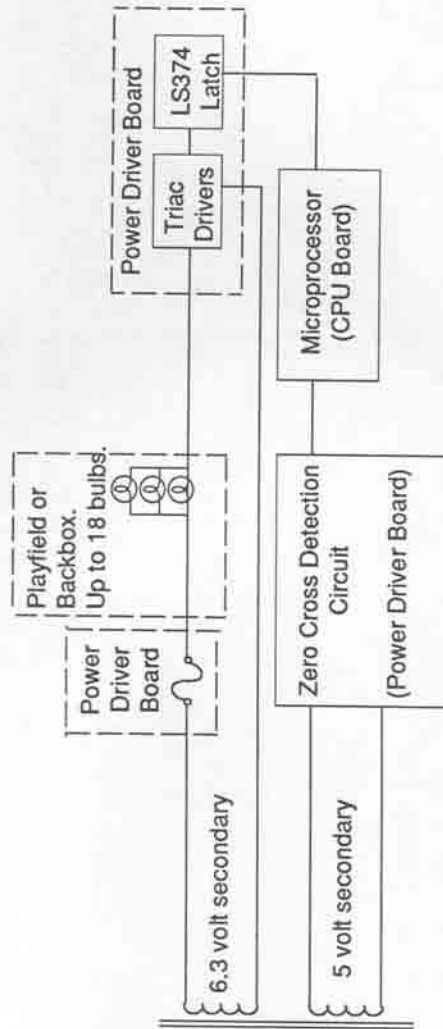 Power Driver Board
LS374
Latch
Triac
Drivers
Playfield or
Backbox.
Up to 18 bulbs.
Power
Driver
Board
6.3 volt secondary
Microprocessor
(CPU Board)
Zero Cross Detection
Circuit
(Power Driver Board)
5 volt secondary